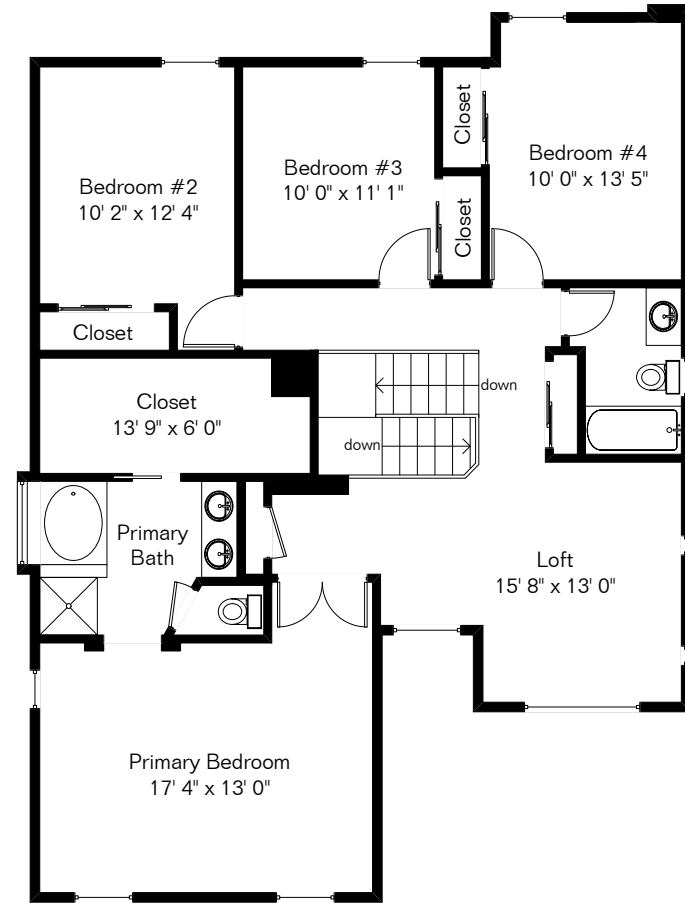 Closet
Bedroom #4
10' 0" x 13' 5"
Bedroom #3
10' 0" x 11' 1"
Bedroom #2
10' 2" x 12' 4"
Closet
Closet
down
Closet
13' 9" x 6' 0"
down
Primary
Bath
Loft
15' 8" x 13' 0"
Primary Bedroom
17' 4" x 13' 0"